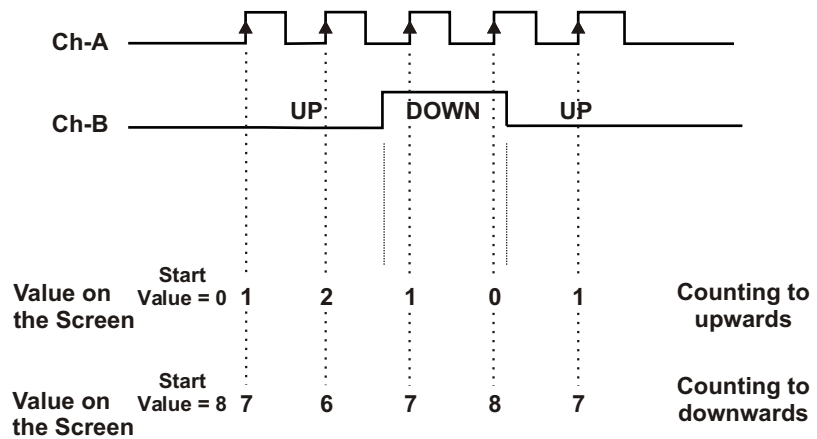 Ch-A
Ch-B
UP DOWN UP
Start
Value on Value = 0 1 2 1 0 1 Counting to
the Screen upwards
Start
Value on Value = 8 7 6 7 8 7 Counting to
the Screen downwards